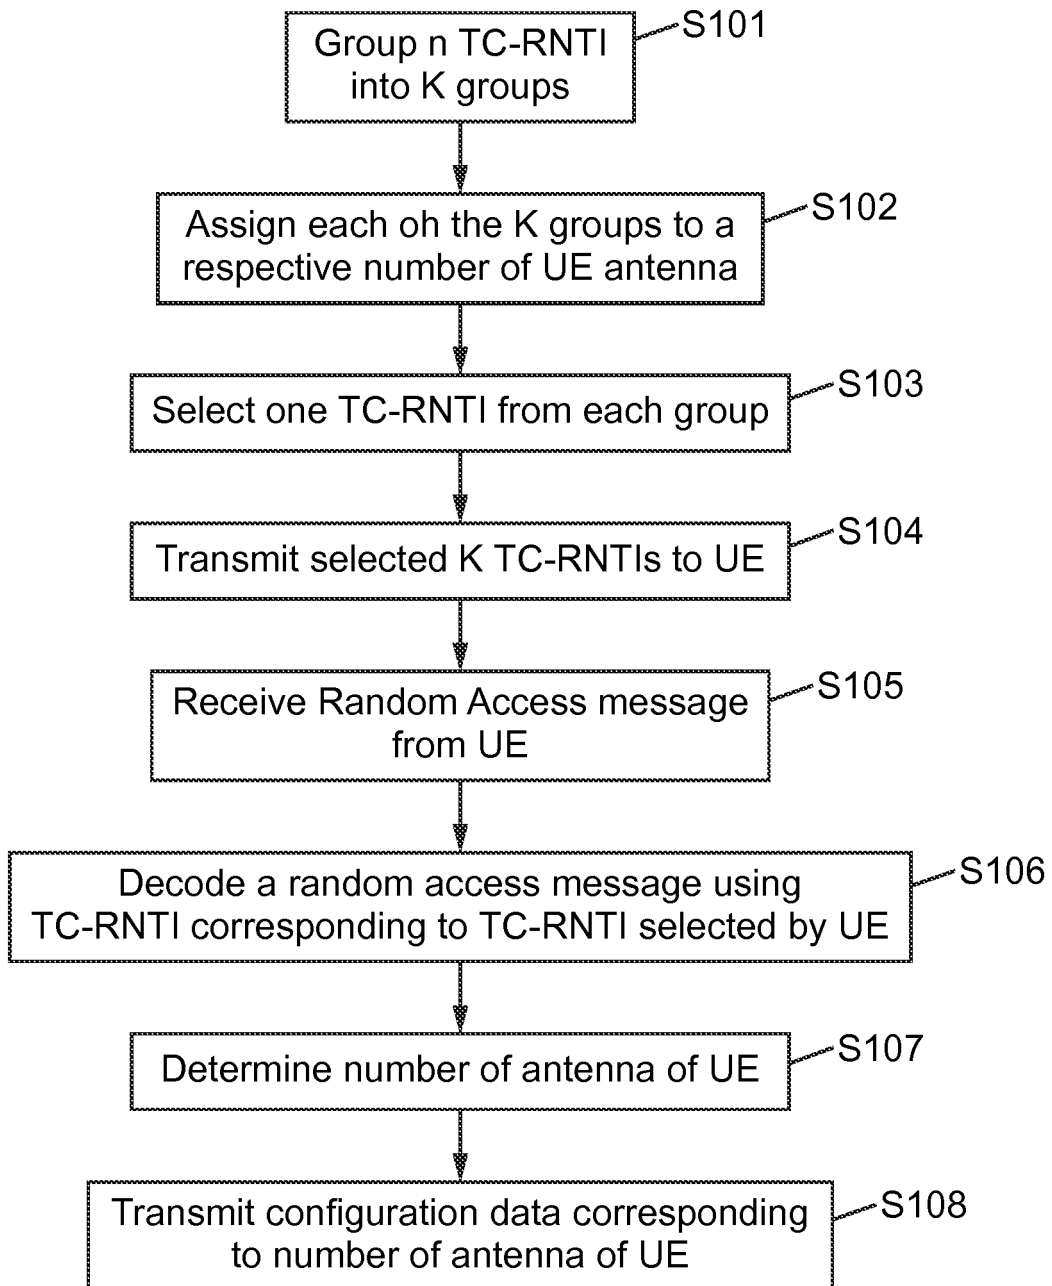 Group n TC-RNTI
into K groups
S101
Assign each oh the K groups to a
respective number of UE antenna
S102
Select one TC-RNTI from each group
S103
Transmit selected K TC-RNTIs to UE
S104
Receive Random Access message
from UE
S105
Decode a random access message using
TC-RNTI corresponding to TC-RNTI selected by UE
S106
Determine number of antenna of UE
S107
Transmit configuration data corresponding
to number of antenna of UE
S108